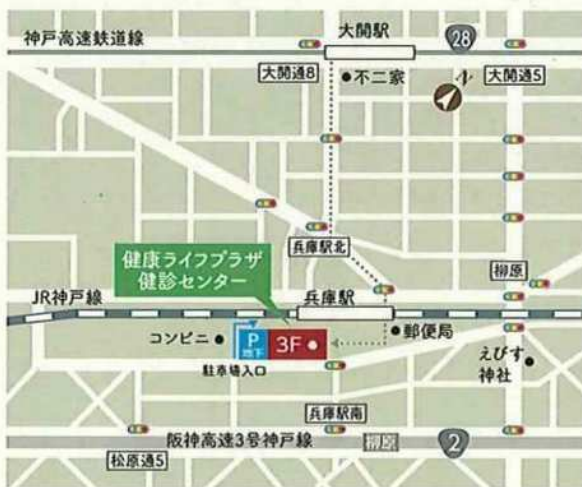 神戸高速鉄道線
大開駅
28
大開通8
不二家
N
大開通5
兵庫駅北
健康ライフプラザ
健診センター
柳原
JR神戸線
兵庫駅
コンビニ
P
地下
3F
郵便局
駐車場入口
えびす
神社
兵庫駅南
阪神高速3号神戸線
柳原
2
松原通5